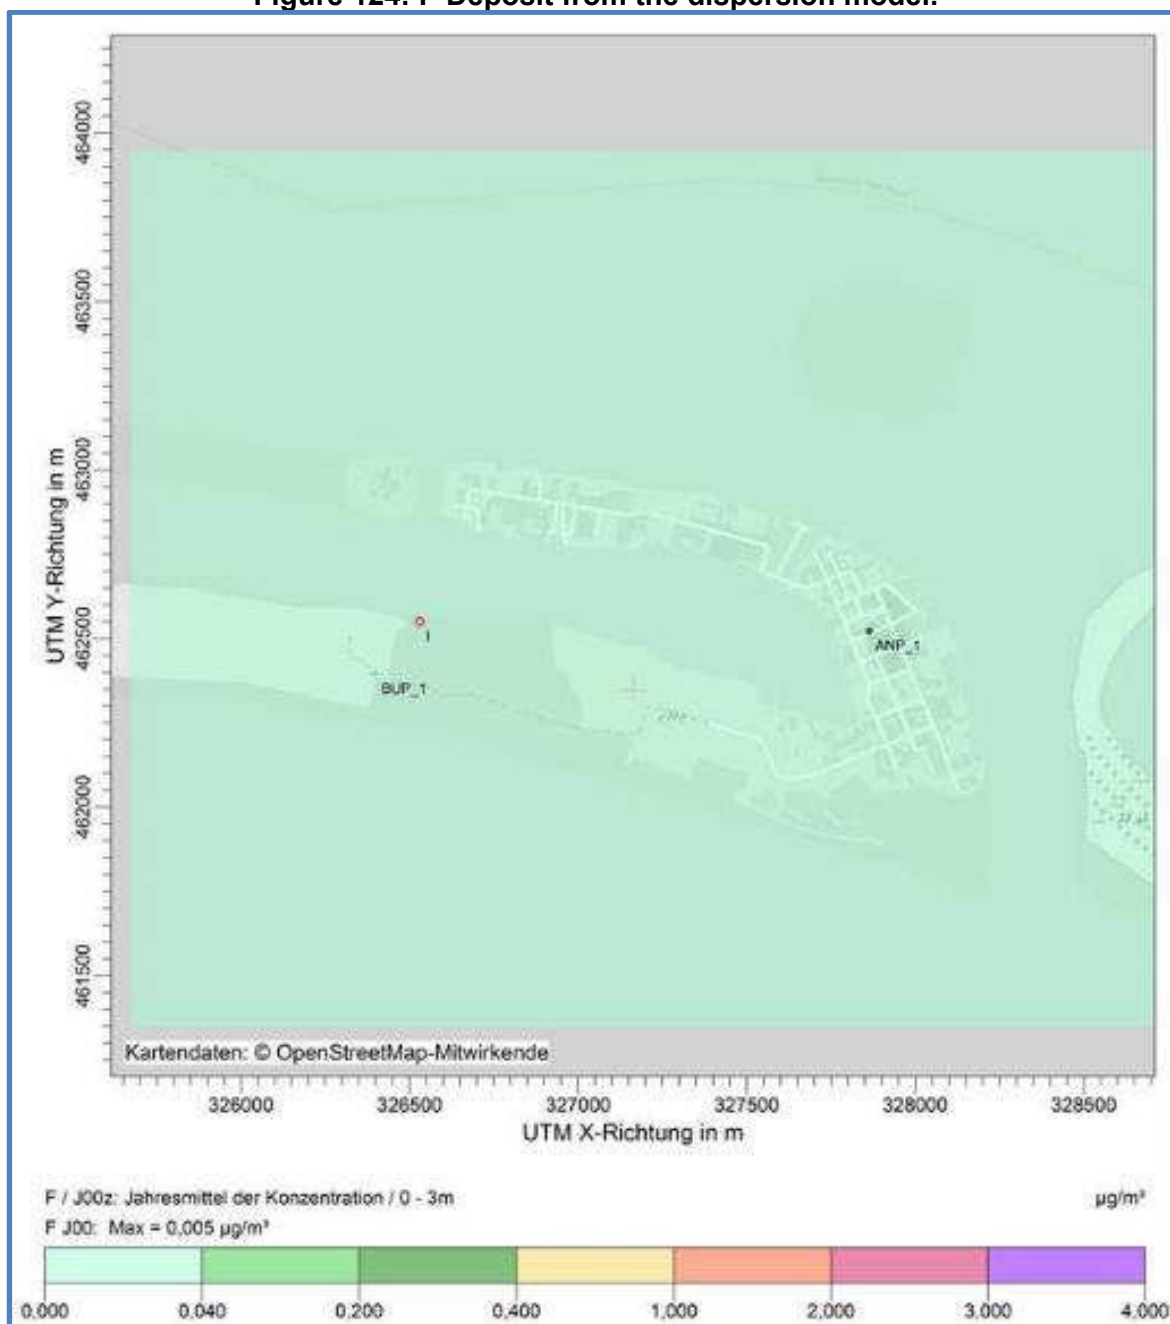 Figure 124: F Deposit from the dispersion model.
464000
463500
463000
462500
462000
461500
UTM Y-Richtung in m
1
BUP_1
ANP_1
Kartendaten: © OpenStreetMap-Mitwirkende
326000 326500 327000 327500 328000 328500
UTM X-Richtung in m
F / J00z: Jahresmittel der Konzentration / 0 - 3m µg/m³
F J00: Max = 0,005 µg/m³
0,000 0,040 0,200 0,400 1,000 2,000 3,000 4,000